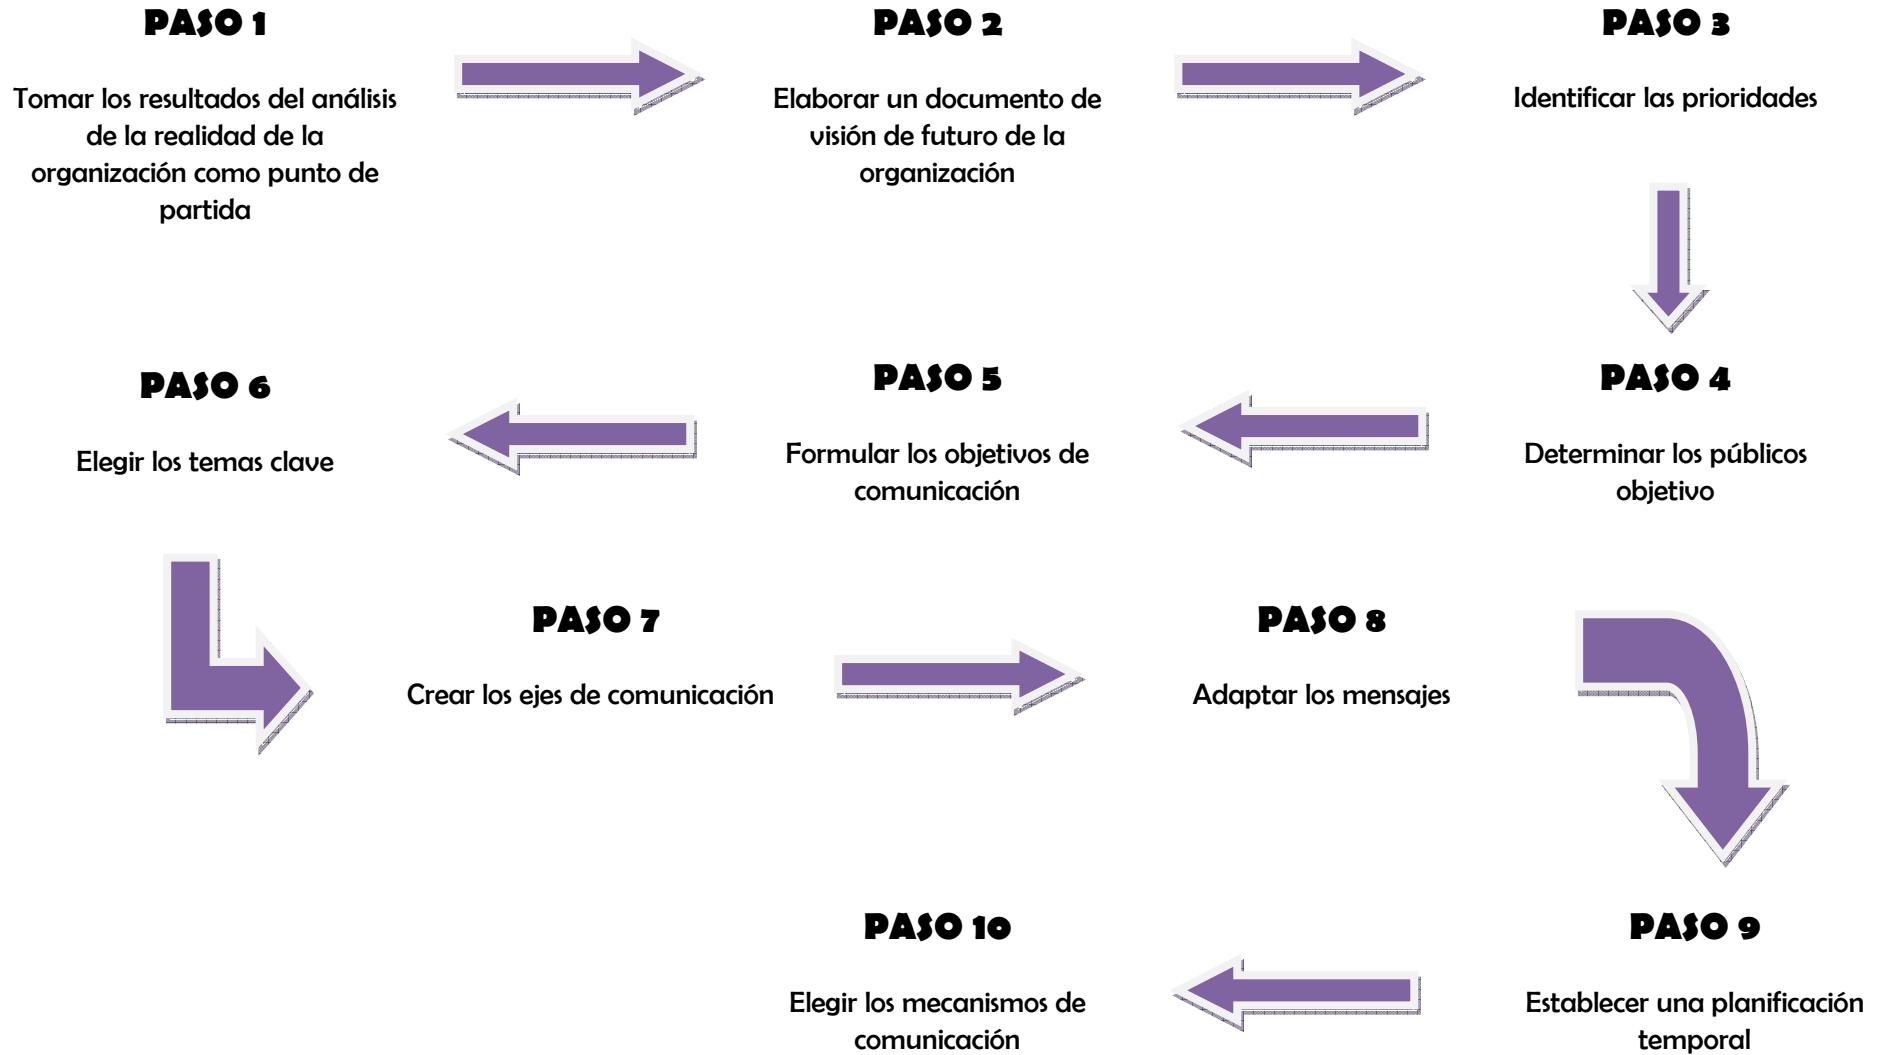 PASO 1
Tomar los resultados del análisis
de la realidad de la
organización como punto de
partida
PASO 2
Elaborar un documento de
visión de futuro de la
organización
PASO 3
Identificar las prioridades
PASO 4
Determinar los públicos
objetivo
PASO 5
Formular los objetivos de
comunicación
PASO 6
Elegir los temas clave
PASO 7
Crear los ejes de comunicación
PASO 8
Adaptar los mensajes
PASO 9
Establecer una planificación
temporal
PASO 10
Elegir los mecanismos de
comunicación